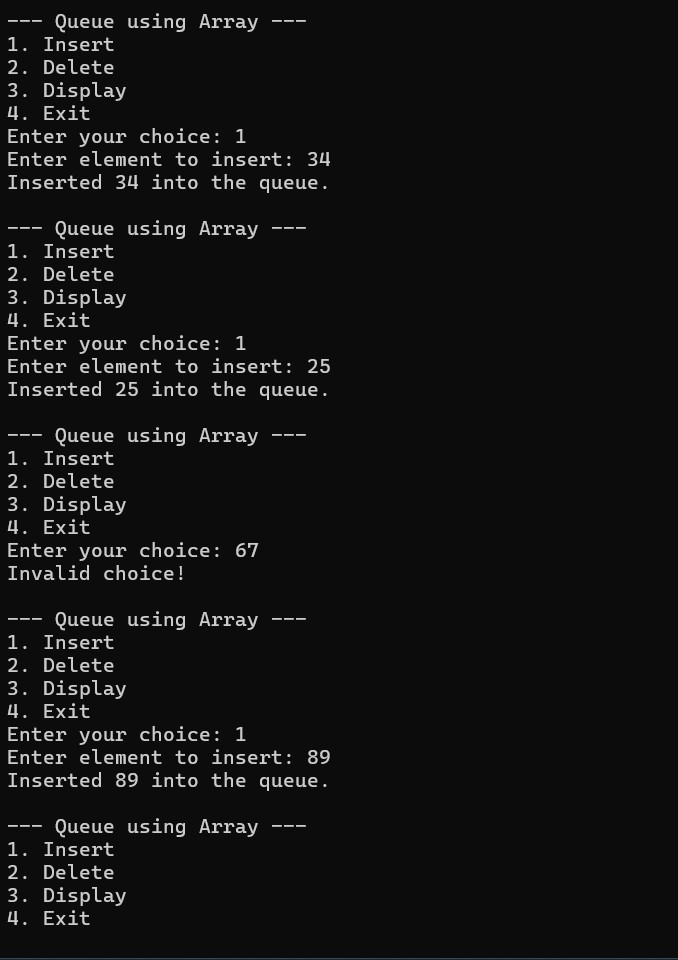 --- Queue using Array ---
1. Insert
2. Delete
3. Display
4. Exit
Enter your choice: 1
Enter element to insert: 34
Inserted 34 into the queue.

--- Queue using Array ---
1. Insert
2. Delete
3. Display
4. Exit
Enter your choice: 1
Enter element to insert: 25
Inserted 25 into the queue.

--- Queue using Array ---
1. Insert
2. Delete
3. Display
4. Exit
Enter your choice: 67
Invalid choice!

--- Queue using Array ---
1. Insert
2. Delete
3. Display
4. Exit
Enter your choice: 1
Enter element to insert: 89
Inserted 89 into the queue.

--- Queue using Array ---
1. Insert
2. Delete
3. Display
4. Exit